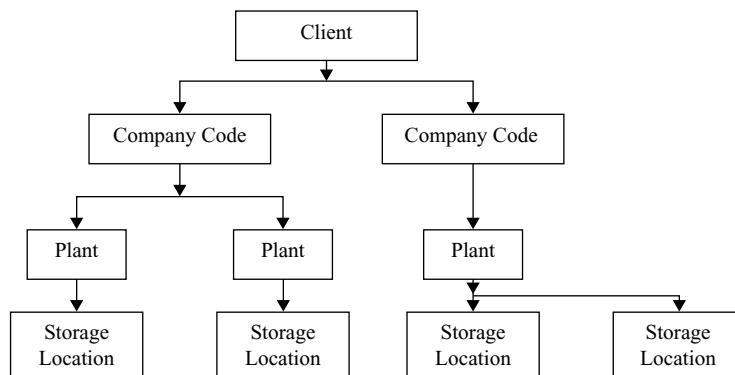 Client
Company Code
Company Code
Plant
Plant
Plant
Storage
Location
Storage
Location
Storage
Location
Storage
Location